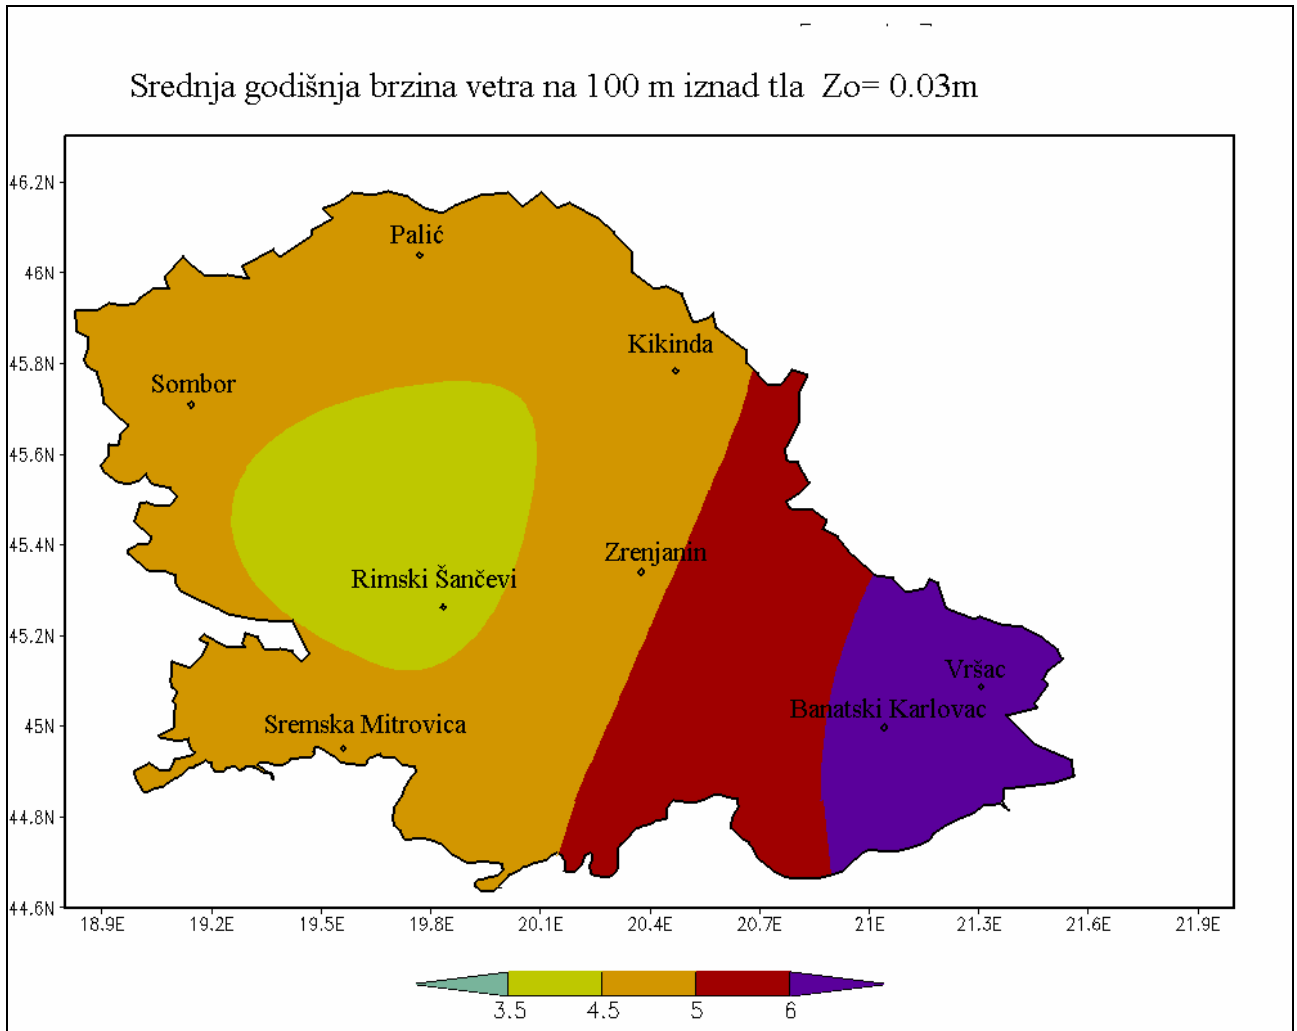 Srednja godišnja brzina vetra na 100 m iznad tla Zo= 0.03m
46.2N
Palić
46N
Kikinda
45.8N
Sombor
45.6N
Zrenjanin
45.4N
Rimski Šančevi
45.2N
Vršac
Banatski Karlovac
45N
Sremska Mitrovica
44.8N
44.6N
18.9E 19.2E 19.5E 19.8E 20.1E 20.4E 20.7E 21E 21.3E 21.6E 21.9E
3.5 4.5 5 6